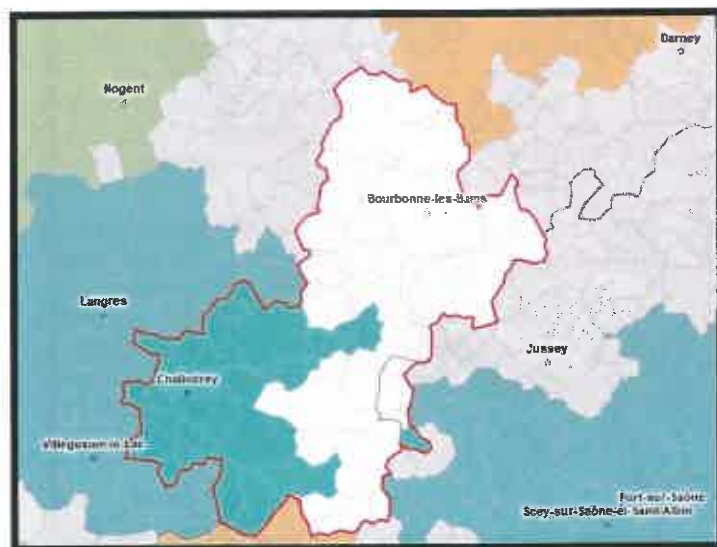 Darney
Nogent
Bourbonne-les-Bains
Langres
Jussey
Chalindrey
Villegusien-le-Lac
Port-sur-Saône
Scey-sur-Saône-et-Saint-Albin